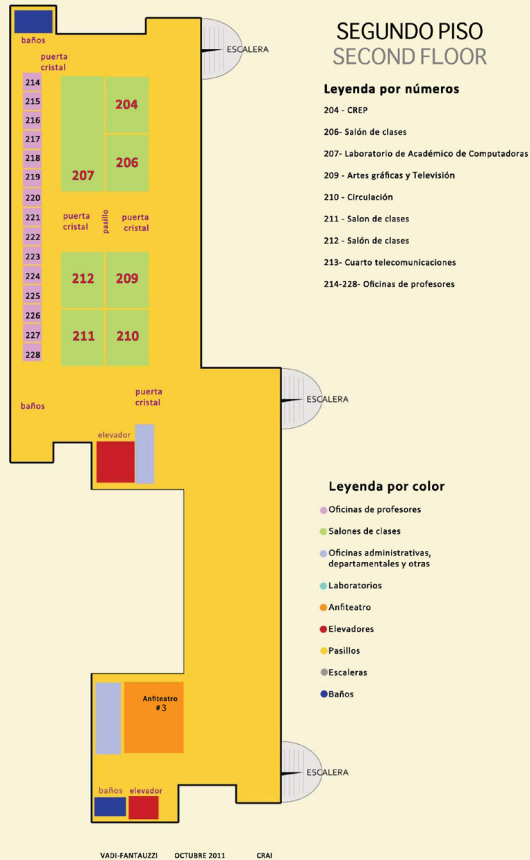 SEGUNDO PISO
SECOND FLOOR
baños
ESCALERA
puerta
cristal
214
215
216
217
218
219
220
221
222
223
224
225
226
227
228
204
206
207
puerta
cristal
pasillo
puerta
cristal
212
209
211
210
baños
puerta
cristal
elevador
ESCALERA
Leyenda por números
204 - CREP
206- Salón de clases
207- Laboratorio de Académico de Computadoras
209 - Artes gráficas y Televisión
210 - Circulación
211 - Salon de clases
212 - Salón de clases
213- Cuarto telecomunicaciones
214-228- Oficinas de profesores
Leyenda por color
Oficinas de profesores
Salones de clases
Oficinas administrativas,
departamentales y otras
Laboratorios
Anfiteatro
Elevadores
Pasillos
Escaleras
Baños
Anfiteatro
#3
ESCALERA
baños
elevador
VADI-FANTAUZZI OCTUBRE 2011 CRAI